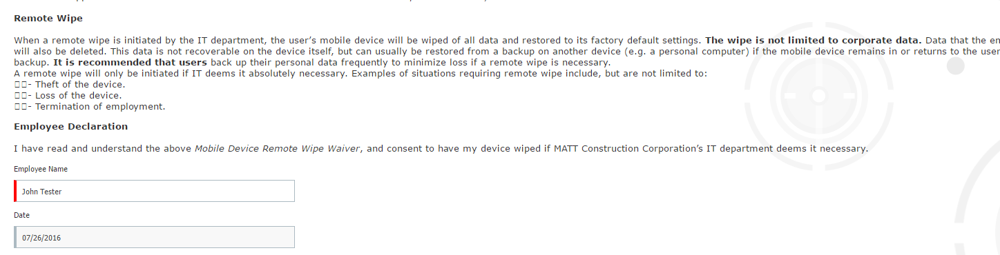 Remote Wipe
When a remote wipe is initiated by the IT department, the user’s mobile device will be wiped of all data and restored to its factory default settings. The wipe is not limited to corporate data. Data that the
will also be deleted. This data is not recoverable on the device itself, but can usually be restored from a backup on another device (e.g. a personal computer) if the mobile device remains in or returns to the user
backup. It is recommended that users back up their personal data frequently to minimize loss if a remote wipe is necessary.
A remote wipe will only be initiated if IT deems it absolutely necessary. Examples of situations requiring remote wipe include, but are not limited to:
- Theft of the device.
- Loss of the device.
- Termination of employment.
Employee Declaration
I have read and understand the above Mobile Device Remote Wipe Waiver, and consent to have my device wiped if MATT Construction Corporation’s IT department deems it necessary.
Employee Name
John Tester
Date
07/26/2016